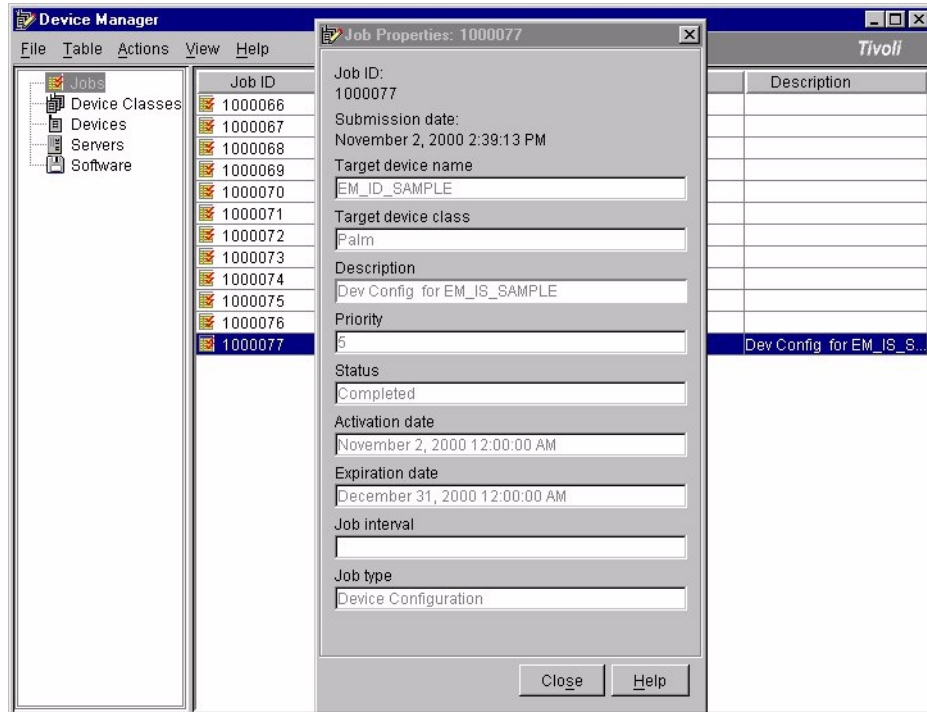 Device Manager
File Table Actions View Help
Tivoli
Jobs
Device Classes
Devices
Servers
Software
Job ID
Description
1000066
1000067
1000068
1000069
1000070
1000071
1000072
1000073
1000074
1000075
1000076
1000077
Dev Config for EM_IS_S...
Job Properties: 1000077
Job ID:
1000077
Submission date:
November 2, 2000 2:39:13 PM
Target device name
EM_ID_SAMPLE
Target device class
Palm
Description
Dev Config for EM_IS_SAMPLE
Priority
5
Status
Completed
Activation date
November 2, 2000 12:00:00 AM
Expiration date
December 31, 2000 12:00:00 AM
Job interval
Job type
Device Configuration
Close
Help